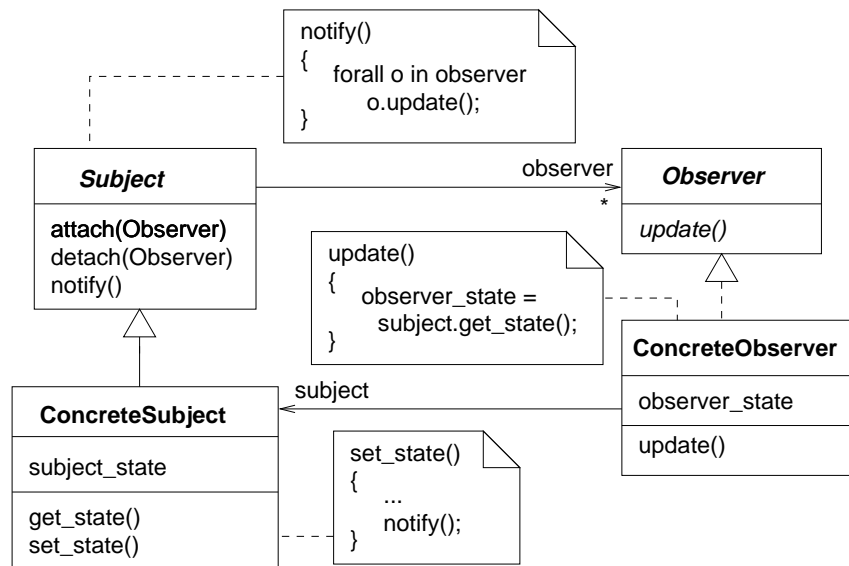 notify()
{
forall o in observer
o.update();
}
Subject
attach(Observer)
detach(Observer)
notify()
observer
*
Observer
update()
update()
{
observer_state =
subject.get_state();
}
ConcreteObserver
observer_state
update()
subject
ConcreteSubject
subject_state
get_state()
set_state()
set_state()
{
...
notify();
}